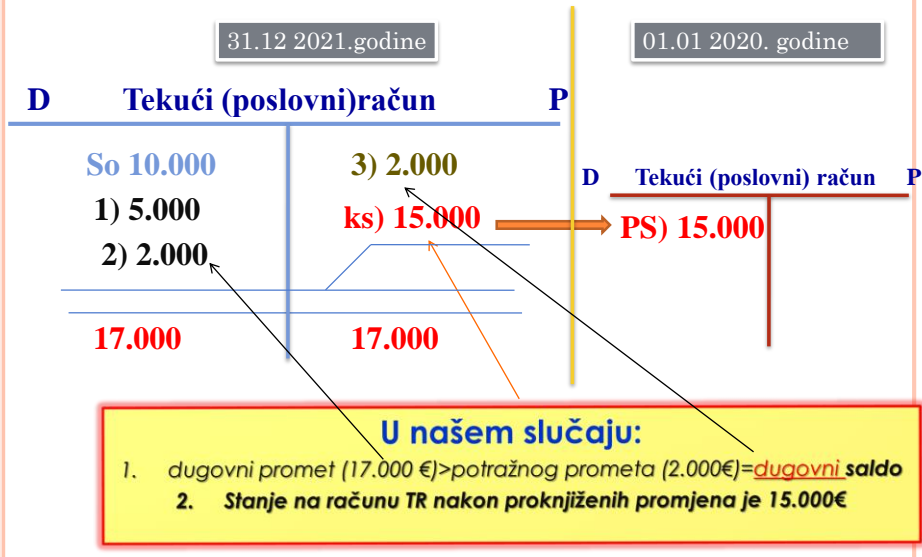 31.12 2021.godine
01.01 2020. godine
D Tekući (poslovni)račun P
So 10.000
3) 2.000
1) 5.000
ks) 15.000
2) 2.000
17.000
17.000
D Tekući (poslovni) račun P
PS) 15.000
U našem slučaju:
1. dugovni promet (17.000 €)>potražnog prometa (2.000€)=dugovni saldo
2. Stanje na računu TR nakon proknjiženih promjena je 15.000€